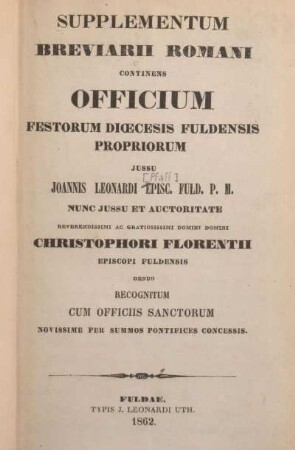 SUPPLEMENTUM
BREVIARII ROMANI
CONTINENS
OFFICIUM
FESTORUM DIŒCESIS FULDENSIS
PROPRIORUM
JUSSU
[Pfaff]
JOANNIS LEONARDI EPISC. FULD. P. M.
NUNC JUSSU ET AUCTORITATE
REVERENDISSIMI AC GRATIOSISSIMI DOMINI DOMINI
CHRISTOPHORI FLORENTII
EPISCOPI FULDENSIS
DENUO
RECOGNITUM
CUM OFFICIIS SANCTORUM
NOVISSIME PER SUMMOS PONTIFICES CONCESSIS.
FULDAE,
TYPIS J. LEONARDI UTH.
1862.